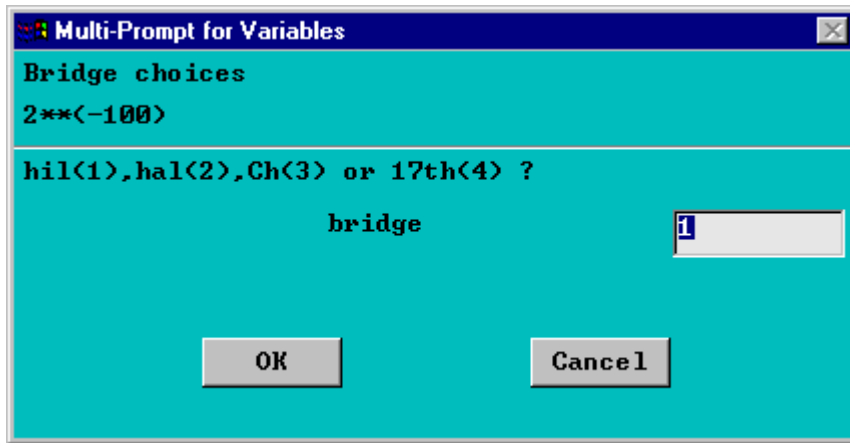 Multi-Prompt for Variables
Bridge choices
2**(-100)
hil(1),hal(2),Ch(3) or 17th(4) ?
bridge 1
OK Cancel